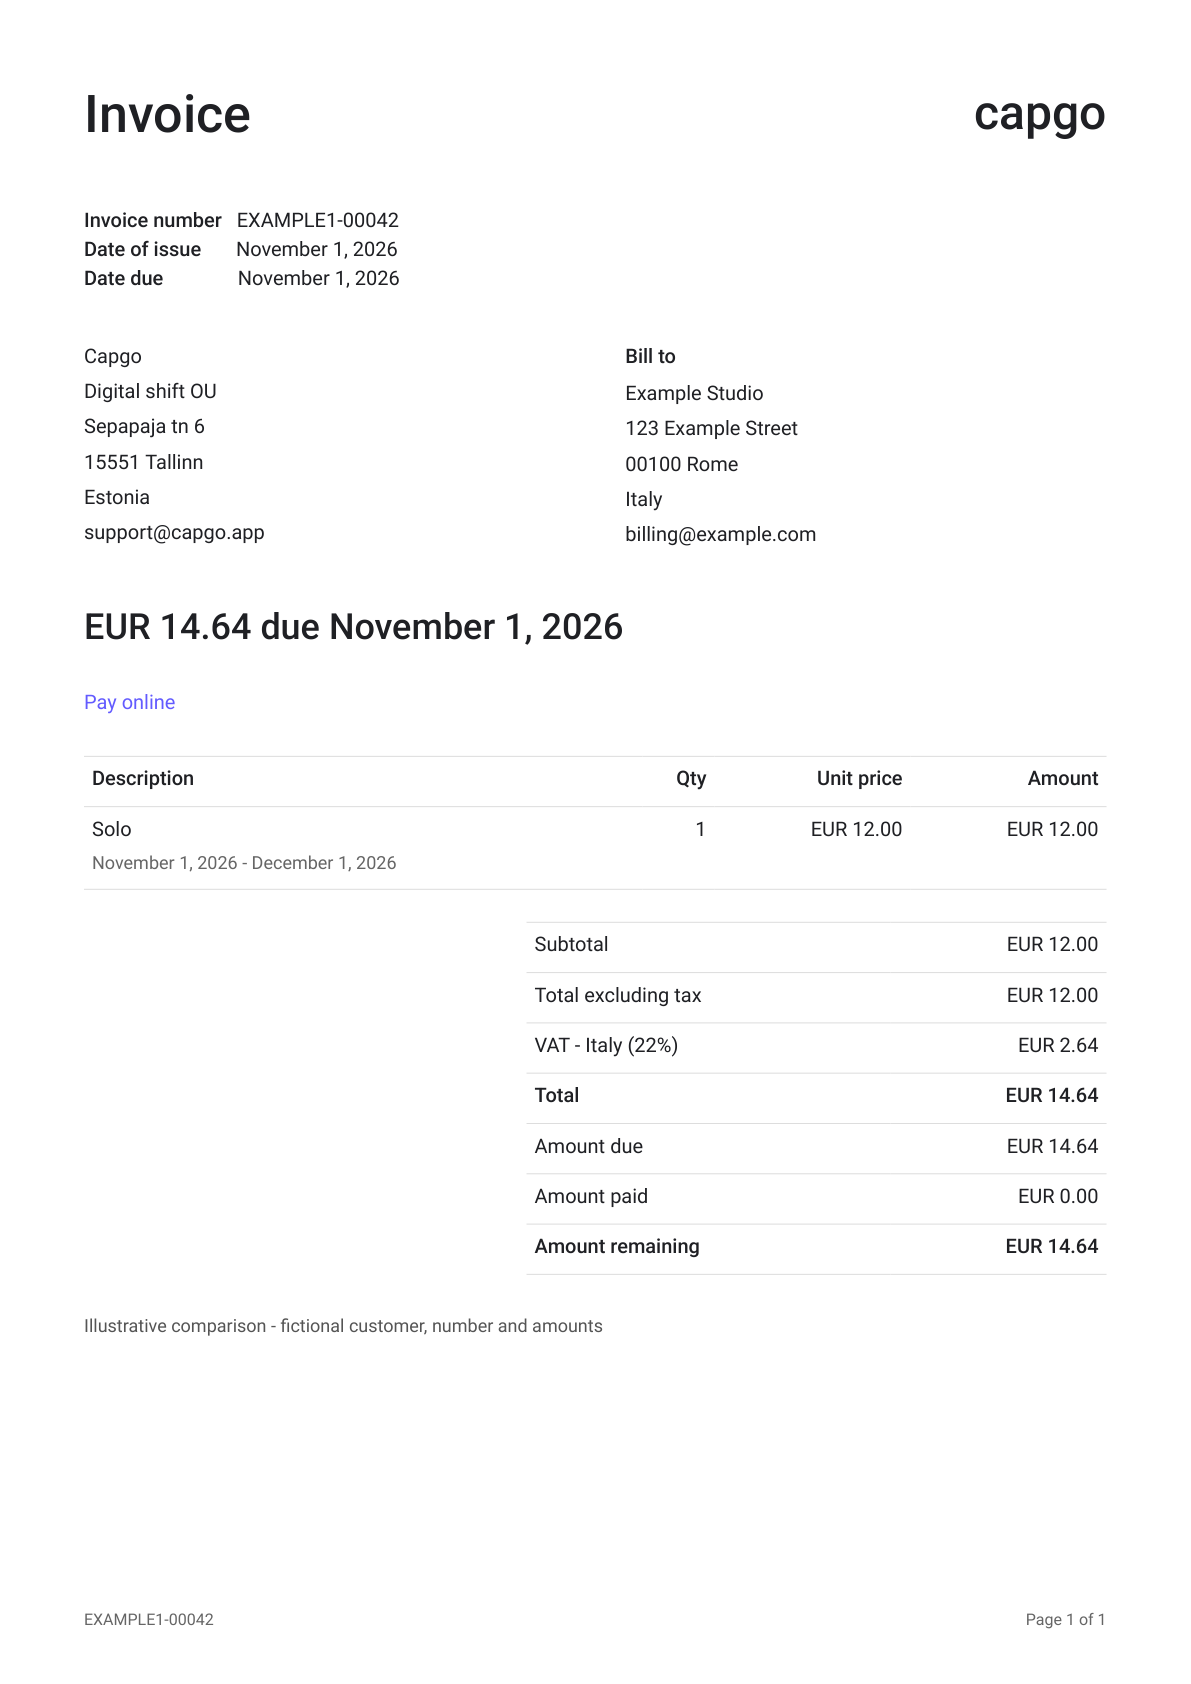 Invoice
capgo
Invoice number EXAMPLE1-00042
Date of issue November 1, 2026
Date due November 1, 2026
Capgo
Digital shift OU
Sepapaja tn 6
15551 Tallinn
Estonia
support@capgo.app
Bill to
Example Studio
123 Example Street
00100 Rome
Italy
billing@example.com
EUR 14.64 due November 1, 2026
Pay online
Description Qty Unit price Amount
Solo 1 EUR 12.00 EUR 12.00
November 1, 2026 - December 1, 2026
Subtotal EUR 12.00
Total excluding tax EUR 12.00
VAT - Italy (22%) EUR 2.64
Total EUR 14.64
Amount due EUR 14.64
Amount paid EUR 0.00
Amount remaining EUR 14.64
Illustrative comparison - fictional customer, number and amounts
EXAMPLE1-00042 Page 1 of 1